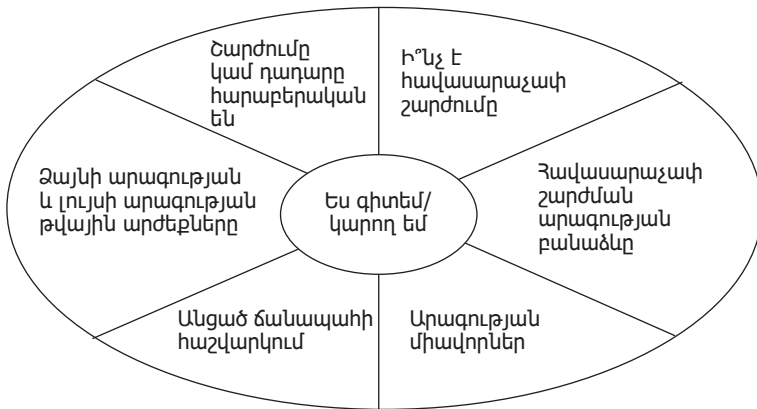 Շարժումը
կամ դադարը
հարաբերական
են
Ի՞նչ է
հավասարաչափ
շարժումը
Ձայնի արագության
և լույսի արագության
թվային արժեքները
Ես գիտեմ/
կարող եմ
Հավասարաչափ
շարժման
արագության
բանաձևը
Անցած ճանապահի
հաշվարկում
Արագության
միավորներ